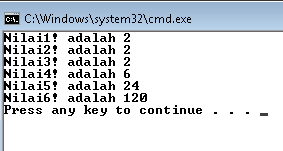 C:\Windows\system32\cmd.exe
Nilai1! adalah 2
Nilai2! adalah 2
Nilai3! adalah 2
Nilai4! adalah 6
Nilai5! adalah 24
Nilai6! adalah 120
Press any key to continue . . . _